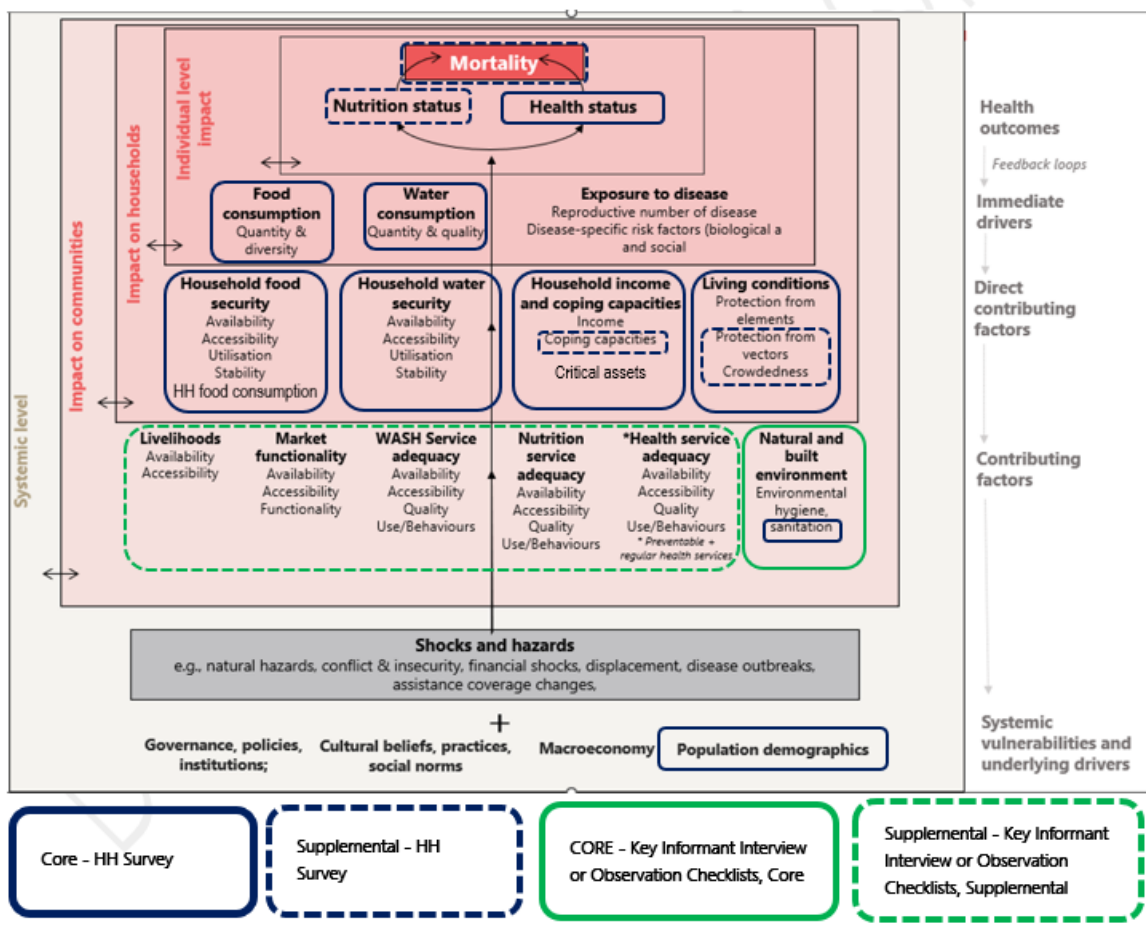 Mortality
Nutrition status
Health status
Individual level
impact
Impact on households
Impact on communities
Systemic level
Food
consumption
Quantity &
diversity
Water
consumption
Quantity & quality
Exposure to disease
Reproductive number of disease
Disease-specific risk factors (biological a
and social
Household food
security
Availability
Accessibility
Utilisation
Stability
HH food consumption
Household water
security
Availability
Accessibility
Utilisation
Stability
Household income
and coping capacities
Income
Coping capacities
Critical assets
Living conditions
Protection from
elements
Protection from
vectors
Crowdedness
Livelihoods
Availability
Accessibility
Market
functionality
Availability
Accessibility
Functionality
WASH Service
adequacy
Availability
Accessibility
Quality
Use/Behaviours
Nutrition
service
adequacy
Availability
Accessibility
Quality
Use/Behaviours
*Health service
adequacy
Availability
Accessibility
Quality
Use/Behaviours
* Preventable +
regular health services
Natural and
built
environment
Environmental
hygiene,
sanitation
Shocks and hazards
e.g., natural hazards, conflict & insecurity, financial shocks, displacement, disease outbreaks,
assistance coverage changes,
+
Governance, policies,
institutions;
Cultural beliefs, practices,
social norms
Macroeconomy
Population demographics
Health
outcomes
Feedback loops
Immediate
drivers
Direct
contributing
factors
Contributing
factors
Systemic
vulnerabilities and
underlying drivers
Core – HH Survey
Supplemental – HH
Survey
CORE – Key Informant Interview
or Observation Checklists, Core
Supplemental – Key Informant
Interview or Observation
Checklists, Supplemental